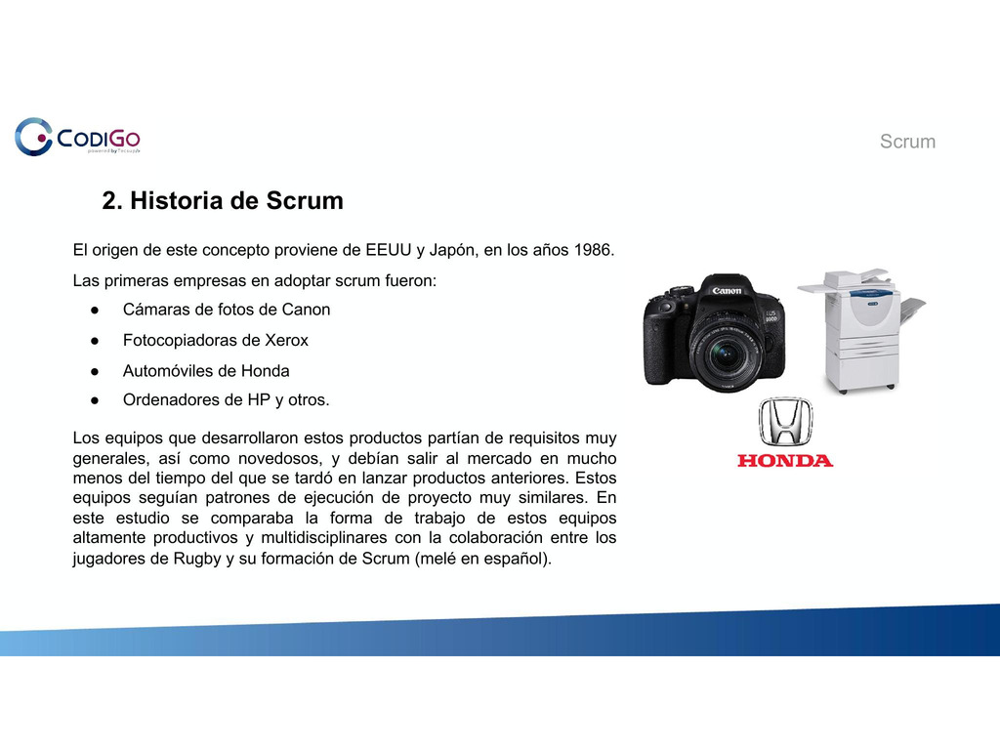 CODIGO
powered by Tecsup
Scrum
2. Historia de Scrum
El origen de este concepto proviene de EEUU y Japón, en los años 1986.
Las primeras empresas en adoptar scrum fueron:
● Cámaras de fotos de Canon
● Fotocopiadoras de Xerox
● Automóviles de Honda
● Ordenadores de HP y otros.
Canon
EOS
HONDA
Los equipos que desarrollaron estos productos partían de requisitos muy
generales, así como novedosos, y debían salir al mercado en mucho
menos del tiempo del que se tardó en lanzar productos anteriores. Estos
equipos seguían patrones de ejecución de proyecto muy similares. En
este estudio se comparaba la forma de trabajo de estos equipos
altamente productivos y multidisciplinares con la colaboración entre los
jugadores de Rugby y su formación de Scrum (melé en español).